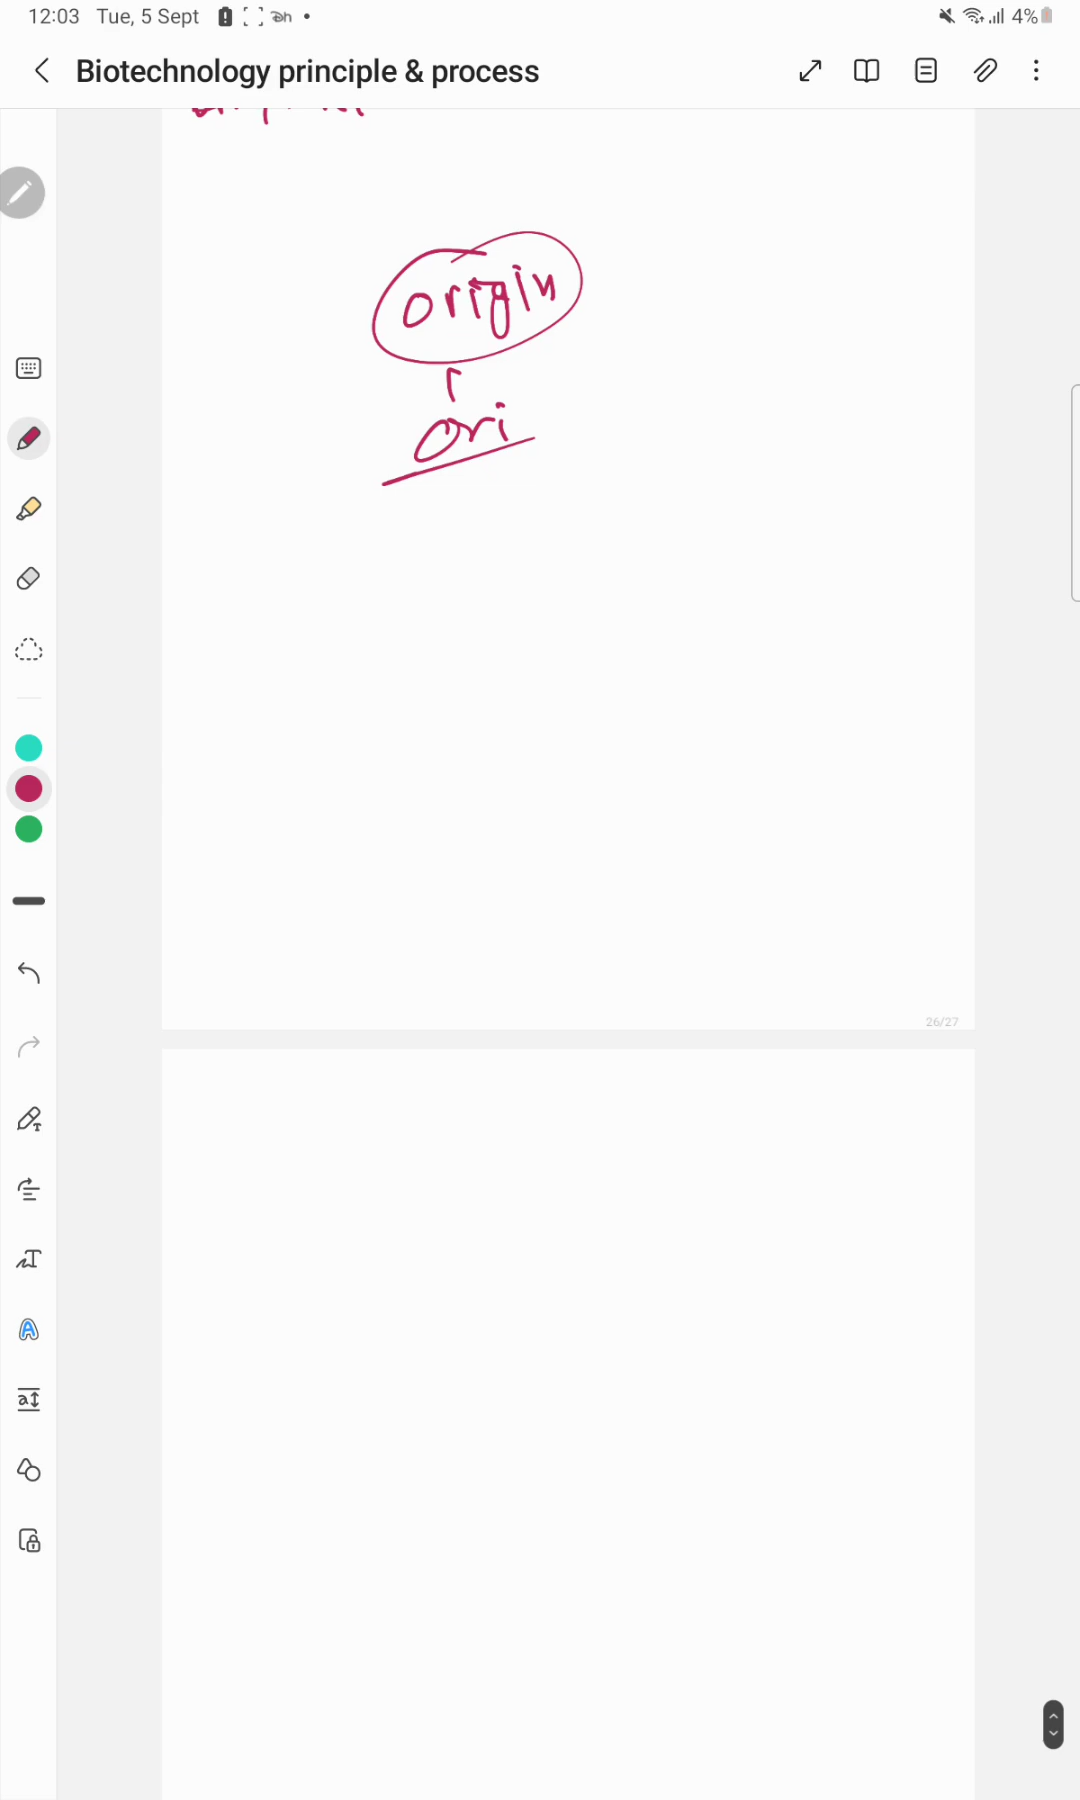 12:03 Tue, 5 Sept
4%
Biotechnology principle & process
origin
ori
26/27